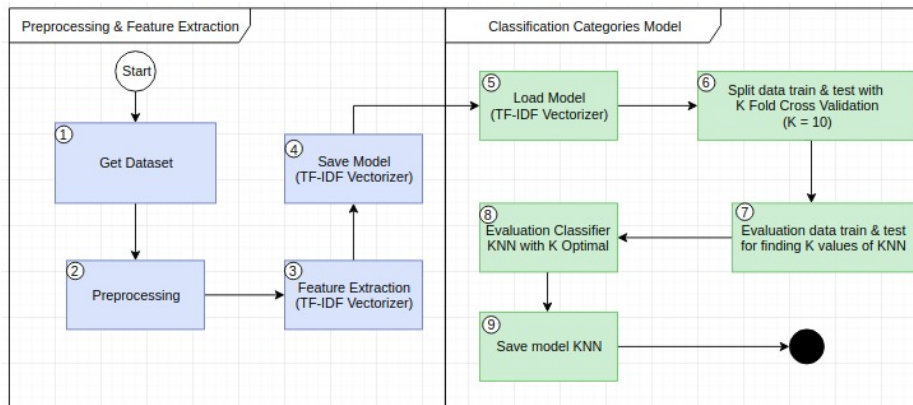 Preprocessing & Feature Extraction
Classification Categories Model
Start
1
Get Dataset
2
Preprocessing
3
Feature Extraction
(TF-IDF Vectorizer)
4
Save Model
(TF-IDF Vectorizer)
5
Load Model
(TF-IDF Vectorizer)
6
Split data train & test with
K Fold Cross Validation
(K = 10)
7
Evaluation data train & test
for finding K values of KNN
8
Evaluation Classifier
KNN with K Optimal
9
Save model KNN